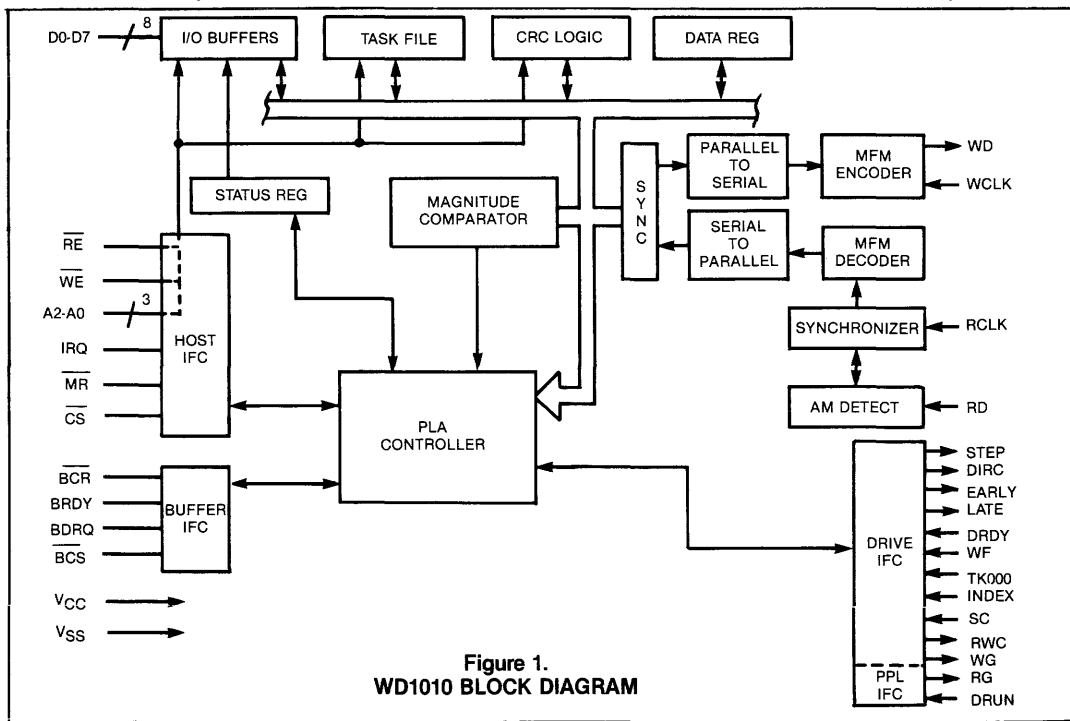 D0-D7
8
I/O BUFFERS
TASK FILE
CRC LOGIC
DATA REG
STATUS REG
MAGNITUDE
COMPARATOR
SYNC
PARALLEL
TO
SERIAL
MFM
ENCODER
WD
WCLK
SERIAL
TO
PARALLEL
MFM
DECODER
SYNCHRONIZER
RCLK
AM DETECT
RD
RE
WE
A2-A0
3
IRQ
MR
CS
HOST
IFC
PLA
CONTROLLER
BCR
BRDY
BDRQ
BCS
BUFFER
IFC
VCC
VSS
DRIVE
IFC
PPL
IFC
STEP
DIRC
EARLY
LATE
DRDY
WF
TK000
INDEX
SC
RWC
WG
RG
DRUN
Figure 1.
WD1010 BLOCK DIAGRAM